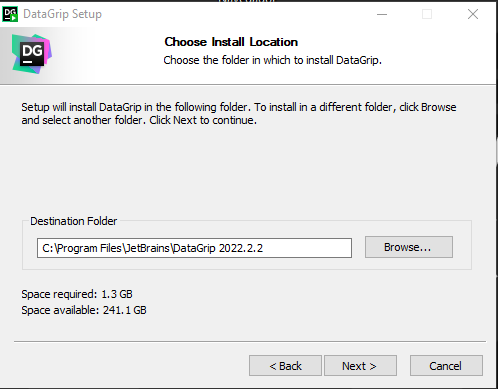 DG DataGrip Setup
DG
Choose Install Location
Choose the folder in which to install DataGrip.
Setup will install DataGrip in the following folder. To install in a different folder, click Browse
and select another folder. Click Next to continue.
Destination Folder
C:\Program Files\JetBrains\DataGrip 2022.2.2
Browse...
Space required: 1.3 GB
Space available: 241.1 GB
< Back
Next >
Cancel